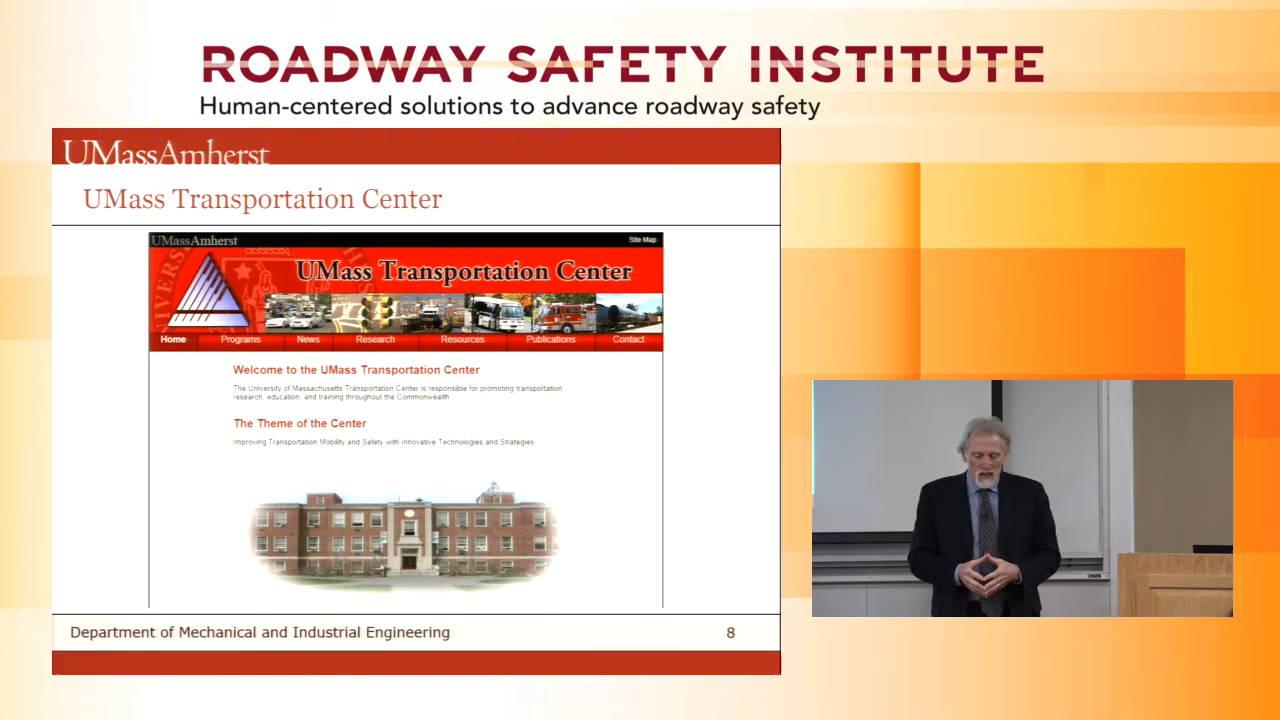 ROADWAY SAFETY INSTITUTE
Human-centered solutions to advance roadway safety
UMassAmherst
UMass Transportation Center
UMassAmherst
Site Map
UMass Transportation Center
Home Programs News Research Resources Publications Contact
Welcome to the UMass Transportation Center
The University of Massachusetts Transportation Center is responsible for promoting transportation
research, education, and training throughout the Commonwealth
The Theme of the Center
Improving Transportation Mobility and Safety with Innovative Technologies and Strategies
Department of Mechanical and Industrial Engineering
8